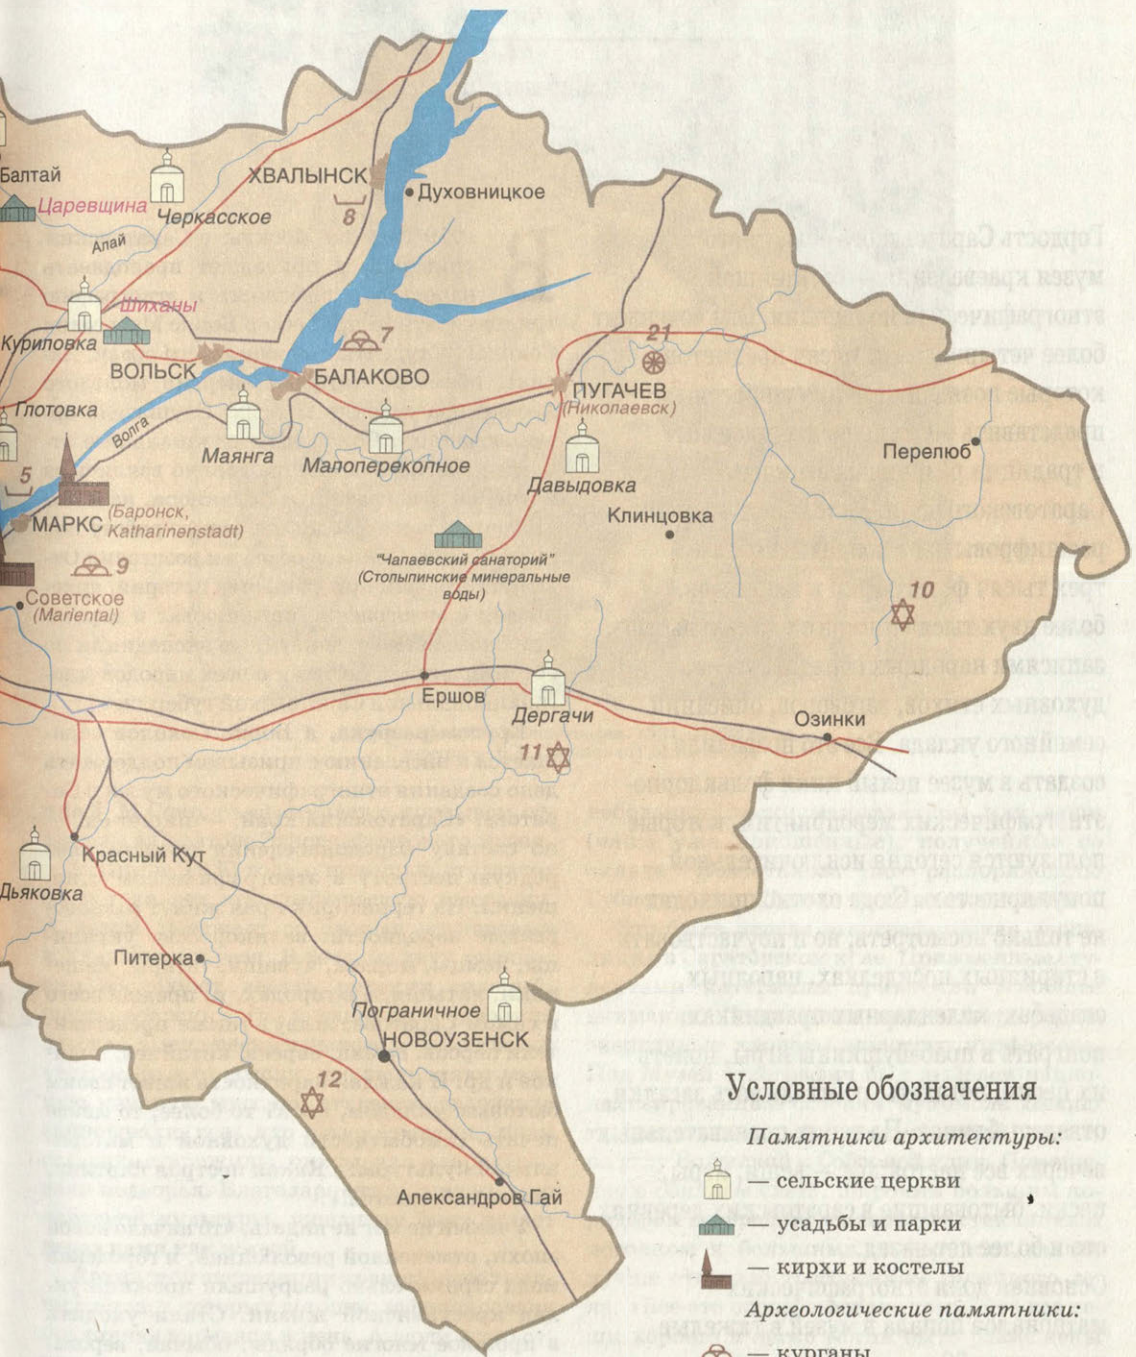 Балтай
Царевщина
Черкасское
ХВАЛЫНСК
8
Духовницкое
Алай
Шиханы
Куриловка
ВОЛЬСК
7
БАЛАКОВО
21
ПУГАЧЕВ
(Николаевск)
Глотовка
Волга
Маянга
Малоперекопное
Давыдовка
Перелюб
Клинцовка
5
МАРКС
(Баронск,
Katharinenstadt)
9
Советское
(Mariental)
"Чапаевский санаторий"
(Столыпинские минеральные
воды)
10
Ершов
Дергачи
11
Озинки
Красный Кут
Дьяковка
Питерка
Пограничное
НОВОУЗЕНСК
12
Александров Гай
Условные обозначения
Памятники архитектуры:
— сельские церкви
— усадьбы и парки
— кирхи и костелы
Археологические памятники:
— курганы